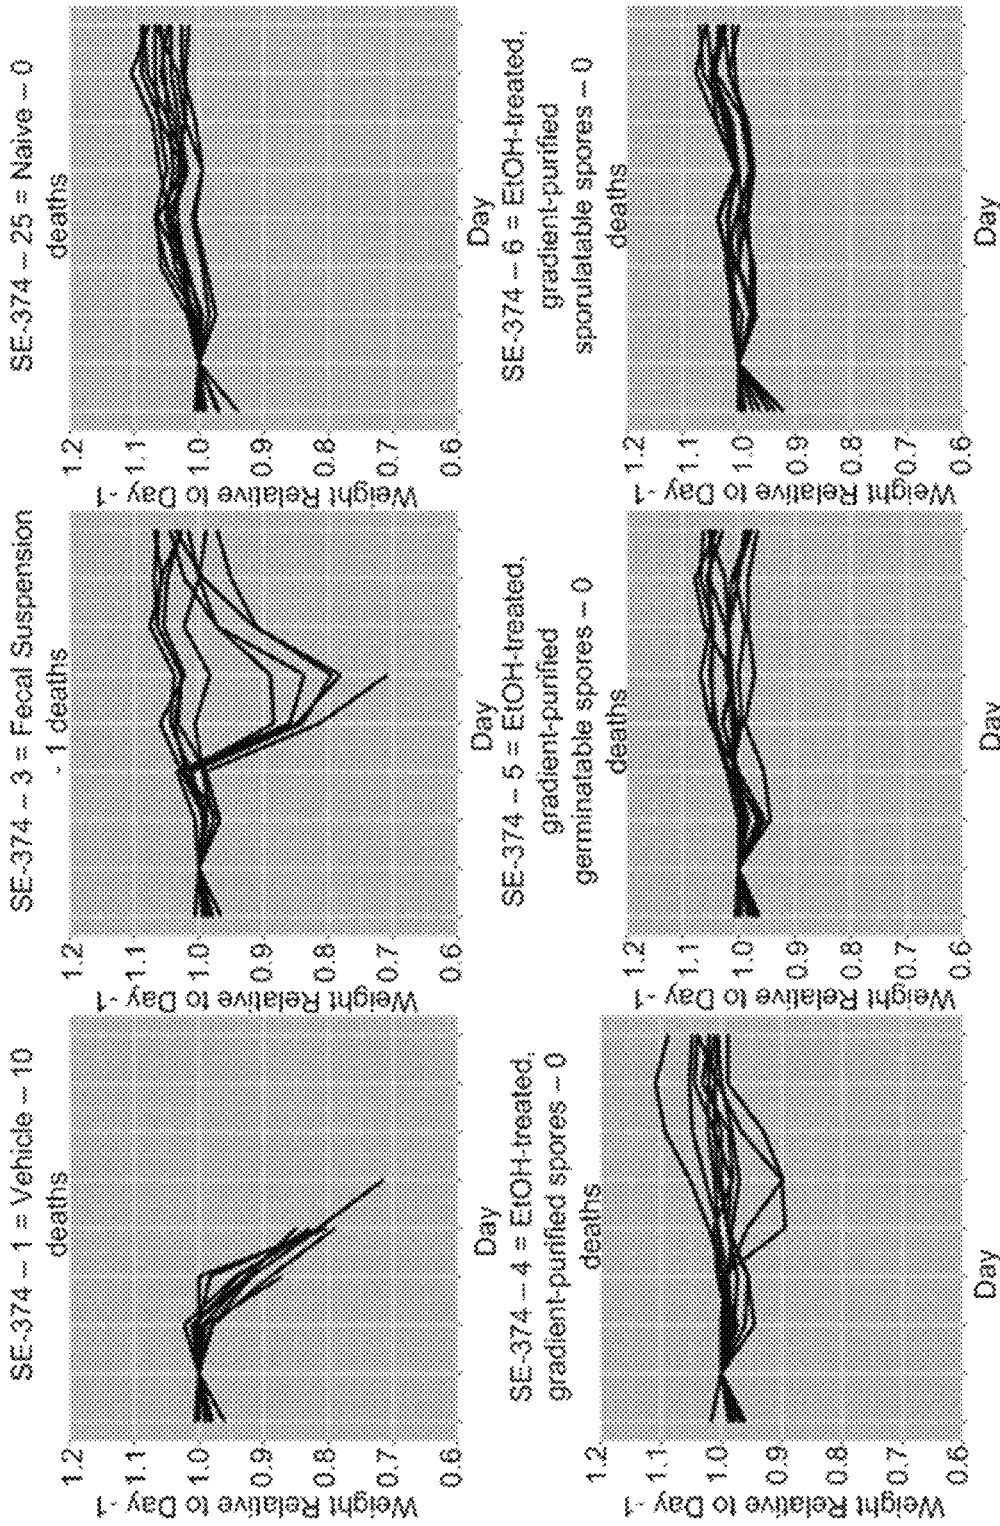 SE-374 – 1 = Vehicle – 10
deaths
Weight Relative to Day -1
1.2
1.1
1.0
0.9
0.8
0.7
0.6
Day
SE-374 – 3 = Fecal Suspension
- 1 deaths
Weight Relative to Day -1
1.2
1.1
1.0
0.9
0.8
0.7
0.6
Day
SE-374 – 25 = Naive – 0
deaths
Weight Relative to Day -1
1.2
1.1
1.0
0.9
0.8
0.7
0.6
Day
SE-374 – 4 = EtOH-treated,
gradient-purified spores – 0
deaths
Weight Relative to Day -1
1.2
1.1
1.0
0.9
0.8
0.7
0.6
Day
SE-374 – 5 = EtOH-treated,
gradient-purified
germinatable spores – 0
deaths
Weight Relative to Day -1
1.2
1.1
1.0
0.9
0.8
0.7
0.6
Day
SE-374 – 6 = EtOH-treated,
gradient-purified
sporulatable spores – 0
deaths
Weight Relative to Day -1
1.2
1.1
1.0
0.9
0.8
0.7
0.6
Day